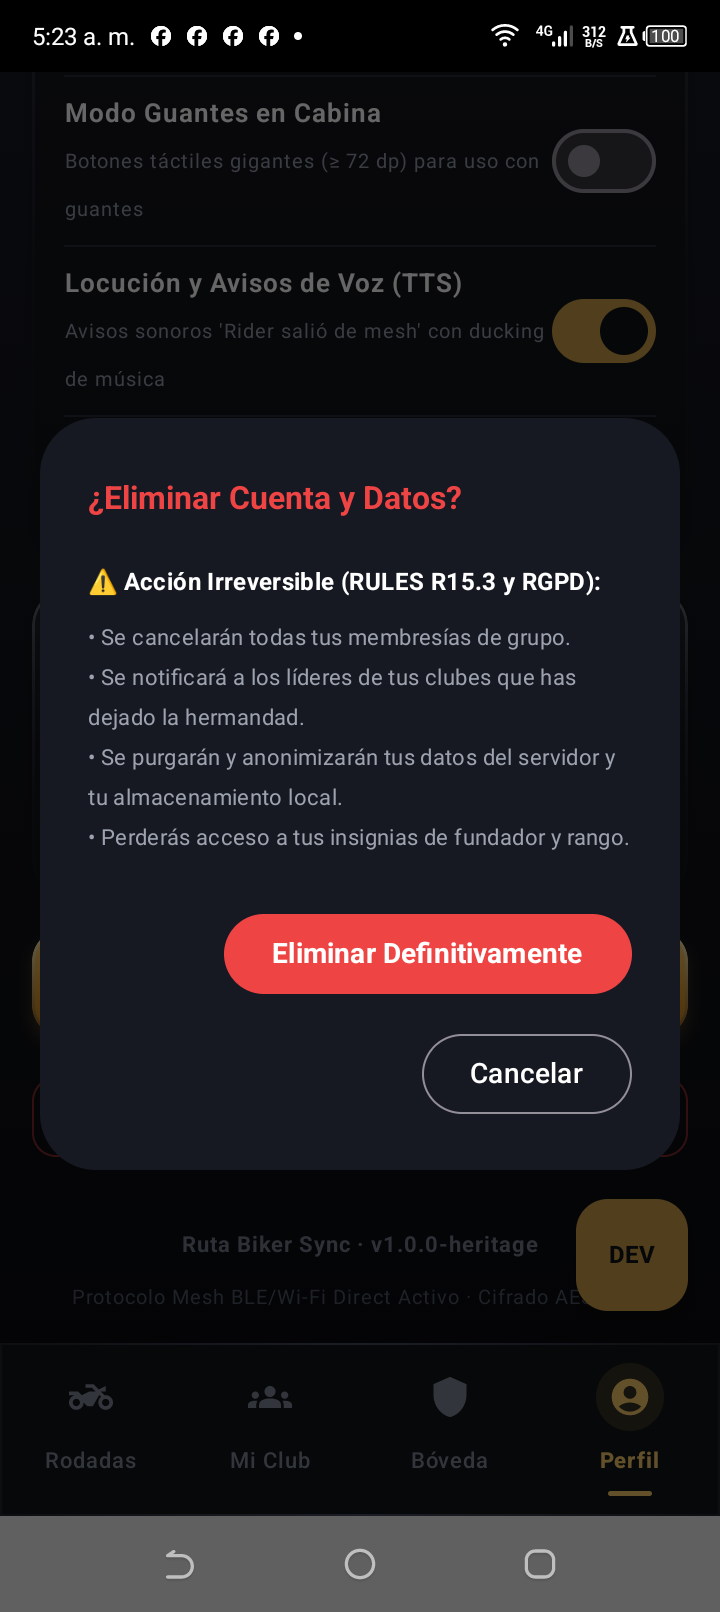 5:23 a. m.
4G
312
B/S
100
Modo Guantes en Cabina
Botones táctiles gigantes (≥ 72 dp) para uso con
guantes
Locución y Avisos de Voz (TTS)
Avisos sonoros 'Rider salió de mesh' con ducking
de música
¿Eliminar Cuenta y Datos?
⚠️ Acción Irreversible (RULES R15.3 y RGPD):
• Se cancelarán todas tus membresías de grupo.
• Se notificará a los líderes de tus clubes que has
dejado la hermandad.
• Se purgarán y anonimizarán tus datos del servidor y
tu almacenamiento local.
• Perderás acceso a tus insignias de fundador y rango.
Eliminar Definitivamente
Cancelar
Ruta Biker Sync · v1.0.0-heritage
DEV
Protocolo Mesh BLE/Wi-Fi Direct Activo · Cifrado
Rodadas
Mi Club
Bóveda
Perfil